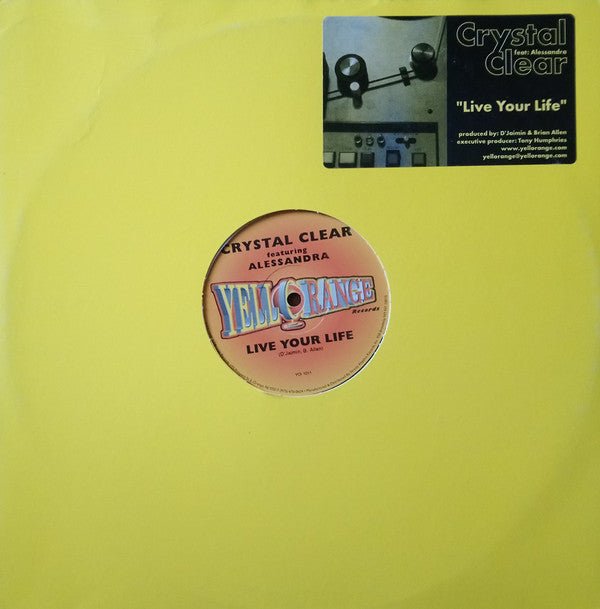 Crystal
feat: Alessandra
Clear
"Live Your Life"
produced by: D'Jaimin & Brian Allen
executive producer: Tony Humphries
www.yellorange.com
yellorange@yellorange.com
CRYSTAL CLEAR
featuring
ALESSANDRA
YELLORANGE
Records
LIVE YOUR LIFE
(D'Jaimin, B. Allen)